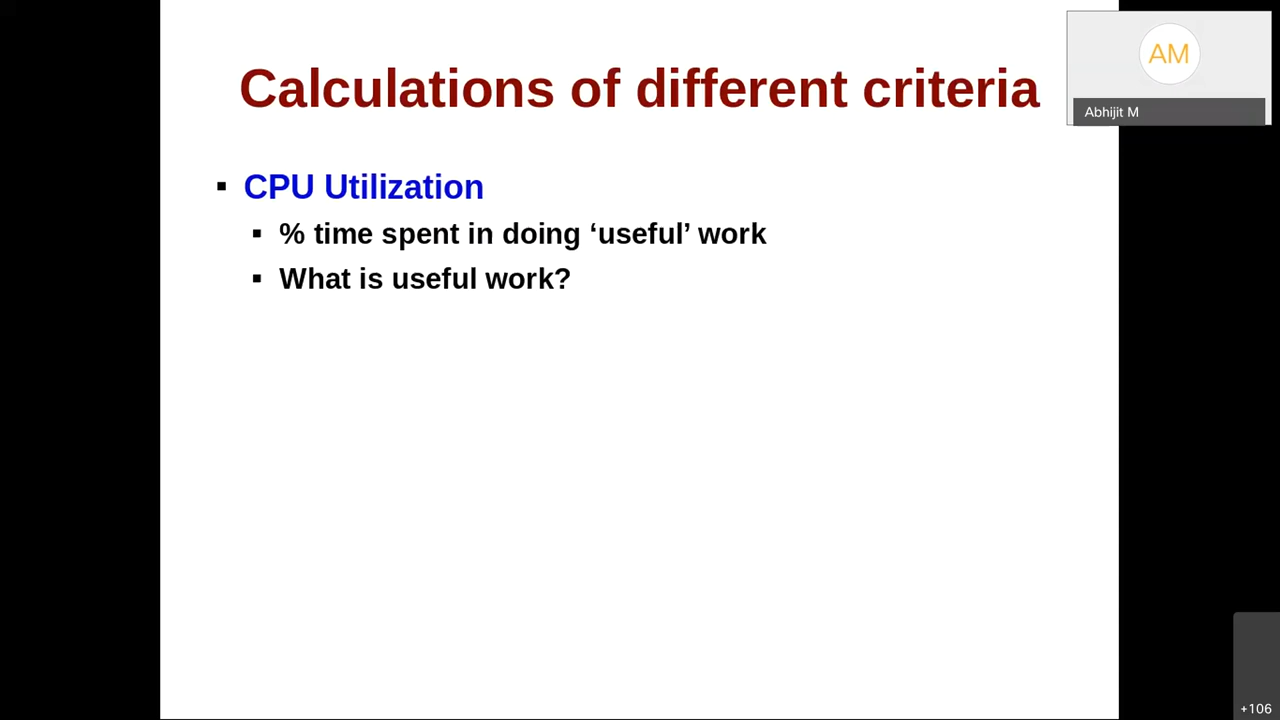 Calculations of different criteria
AM
Abhijit M
▪ CPU Utilization
▪ % time spent in doing ‘useful’ work
▪ What is useful work?
+106